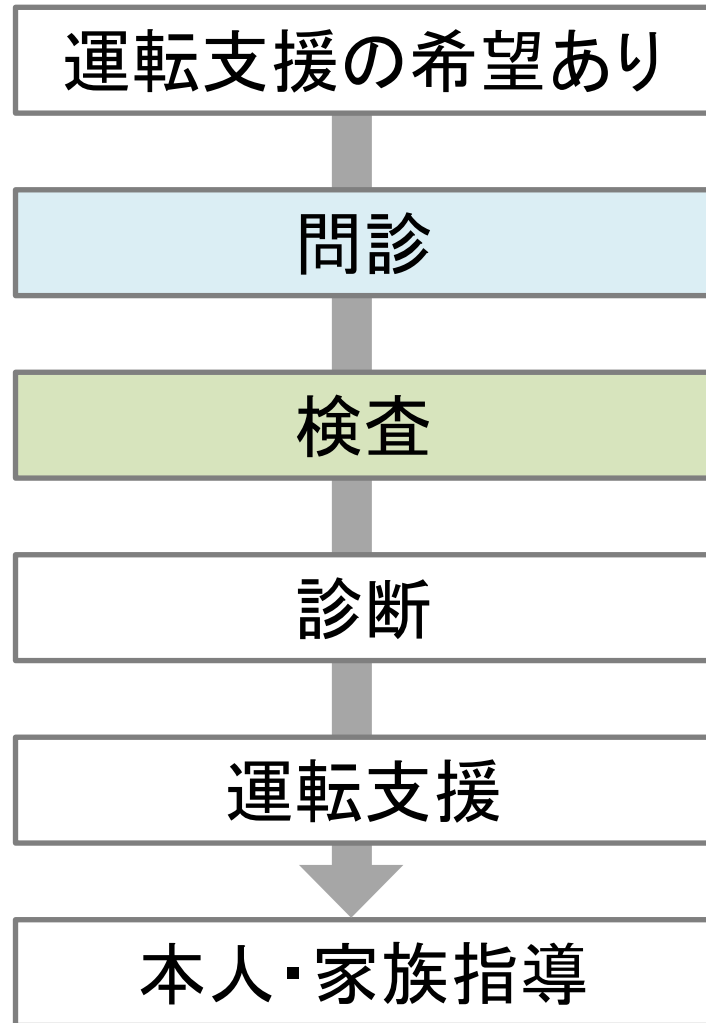 運転支援の希望あり
問診
検査
診断
運転支援
本人・家族指導